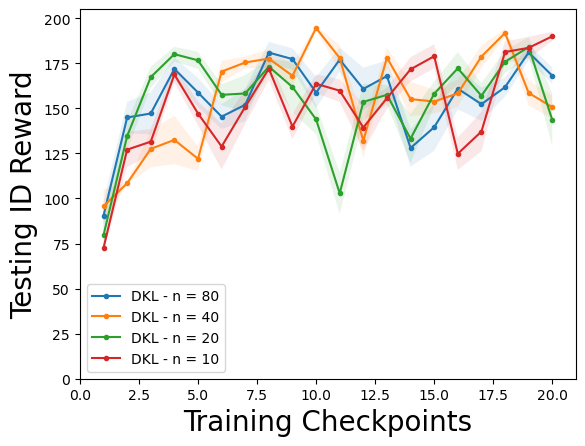 200
175
150
125
100
75
50
25
0
Testing ID Reward
DKL - n = 80
DKL - n = 40
DKL - n = 20
DKL - n = 10
0.0 2.5 5.0 7.5 10.0 12.5 15.0 17.5 20.0
Training Checkpoints